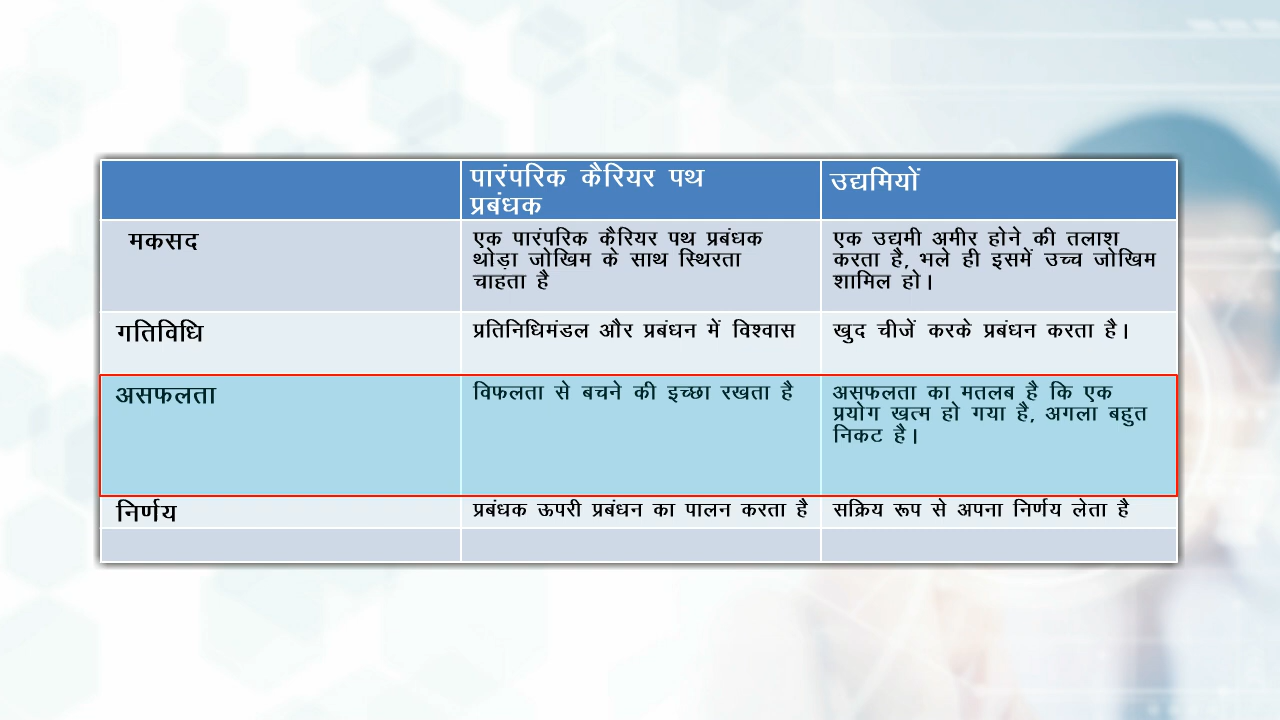 पारंपरिक कैरियर पथ
प्रबंधक
उद्यमियों
मकसद
एक पारंपरिक कैरियर पथ प्रबंधक
थोड़ा जोखिम के साथ स्थिरता
चाहता है
एक उद्यमी अमीर होने की तलाश
करता है, भले ही इसमें उच्च जोखिम
शामिल हो।
गतिविधि
प्रतिनिधिमंडल और प्रबंधन में विश्वास
खुद चीजें करके प्रबंधन करता है।
असफलता
विफलता से बचने की इच्छा रखता है
असफलता का मतलब है कि एक
प्रयोग खत्म हो गया है, अगला बहुत
निकट है।
निर्णय
प्रबंधक ऊपरी प्रबंधन का पालन करता है
सक्रिय रूप से अपना निर्णय लेता है